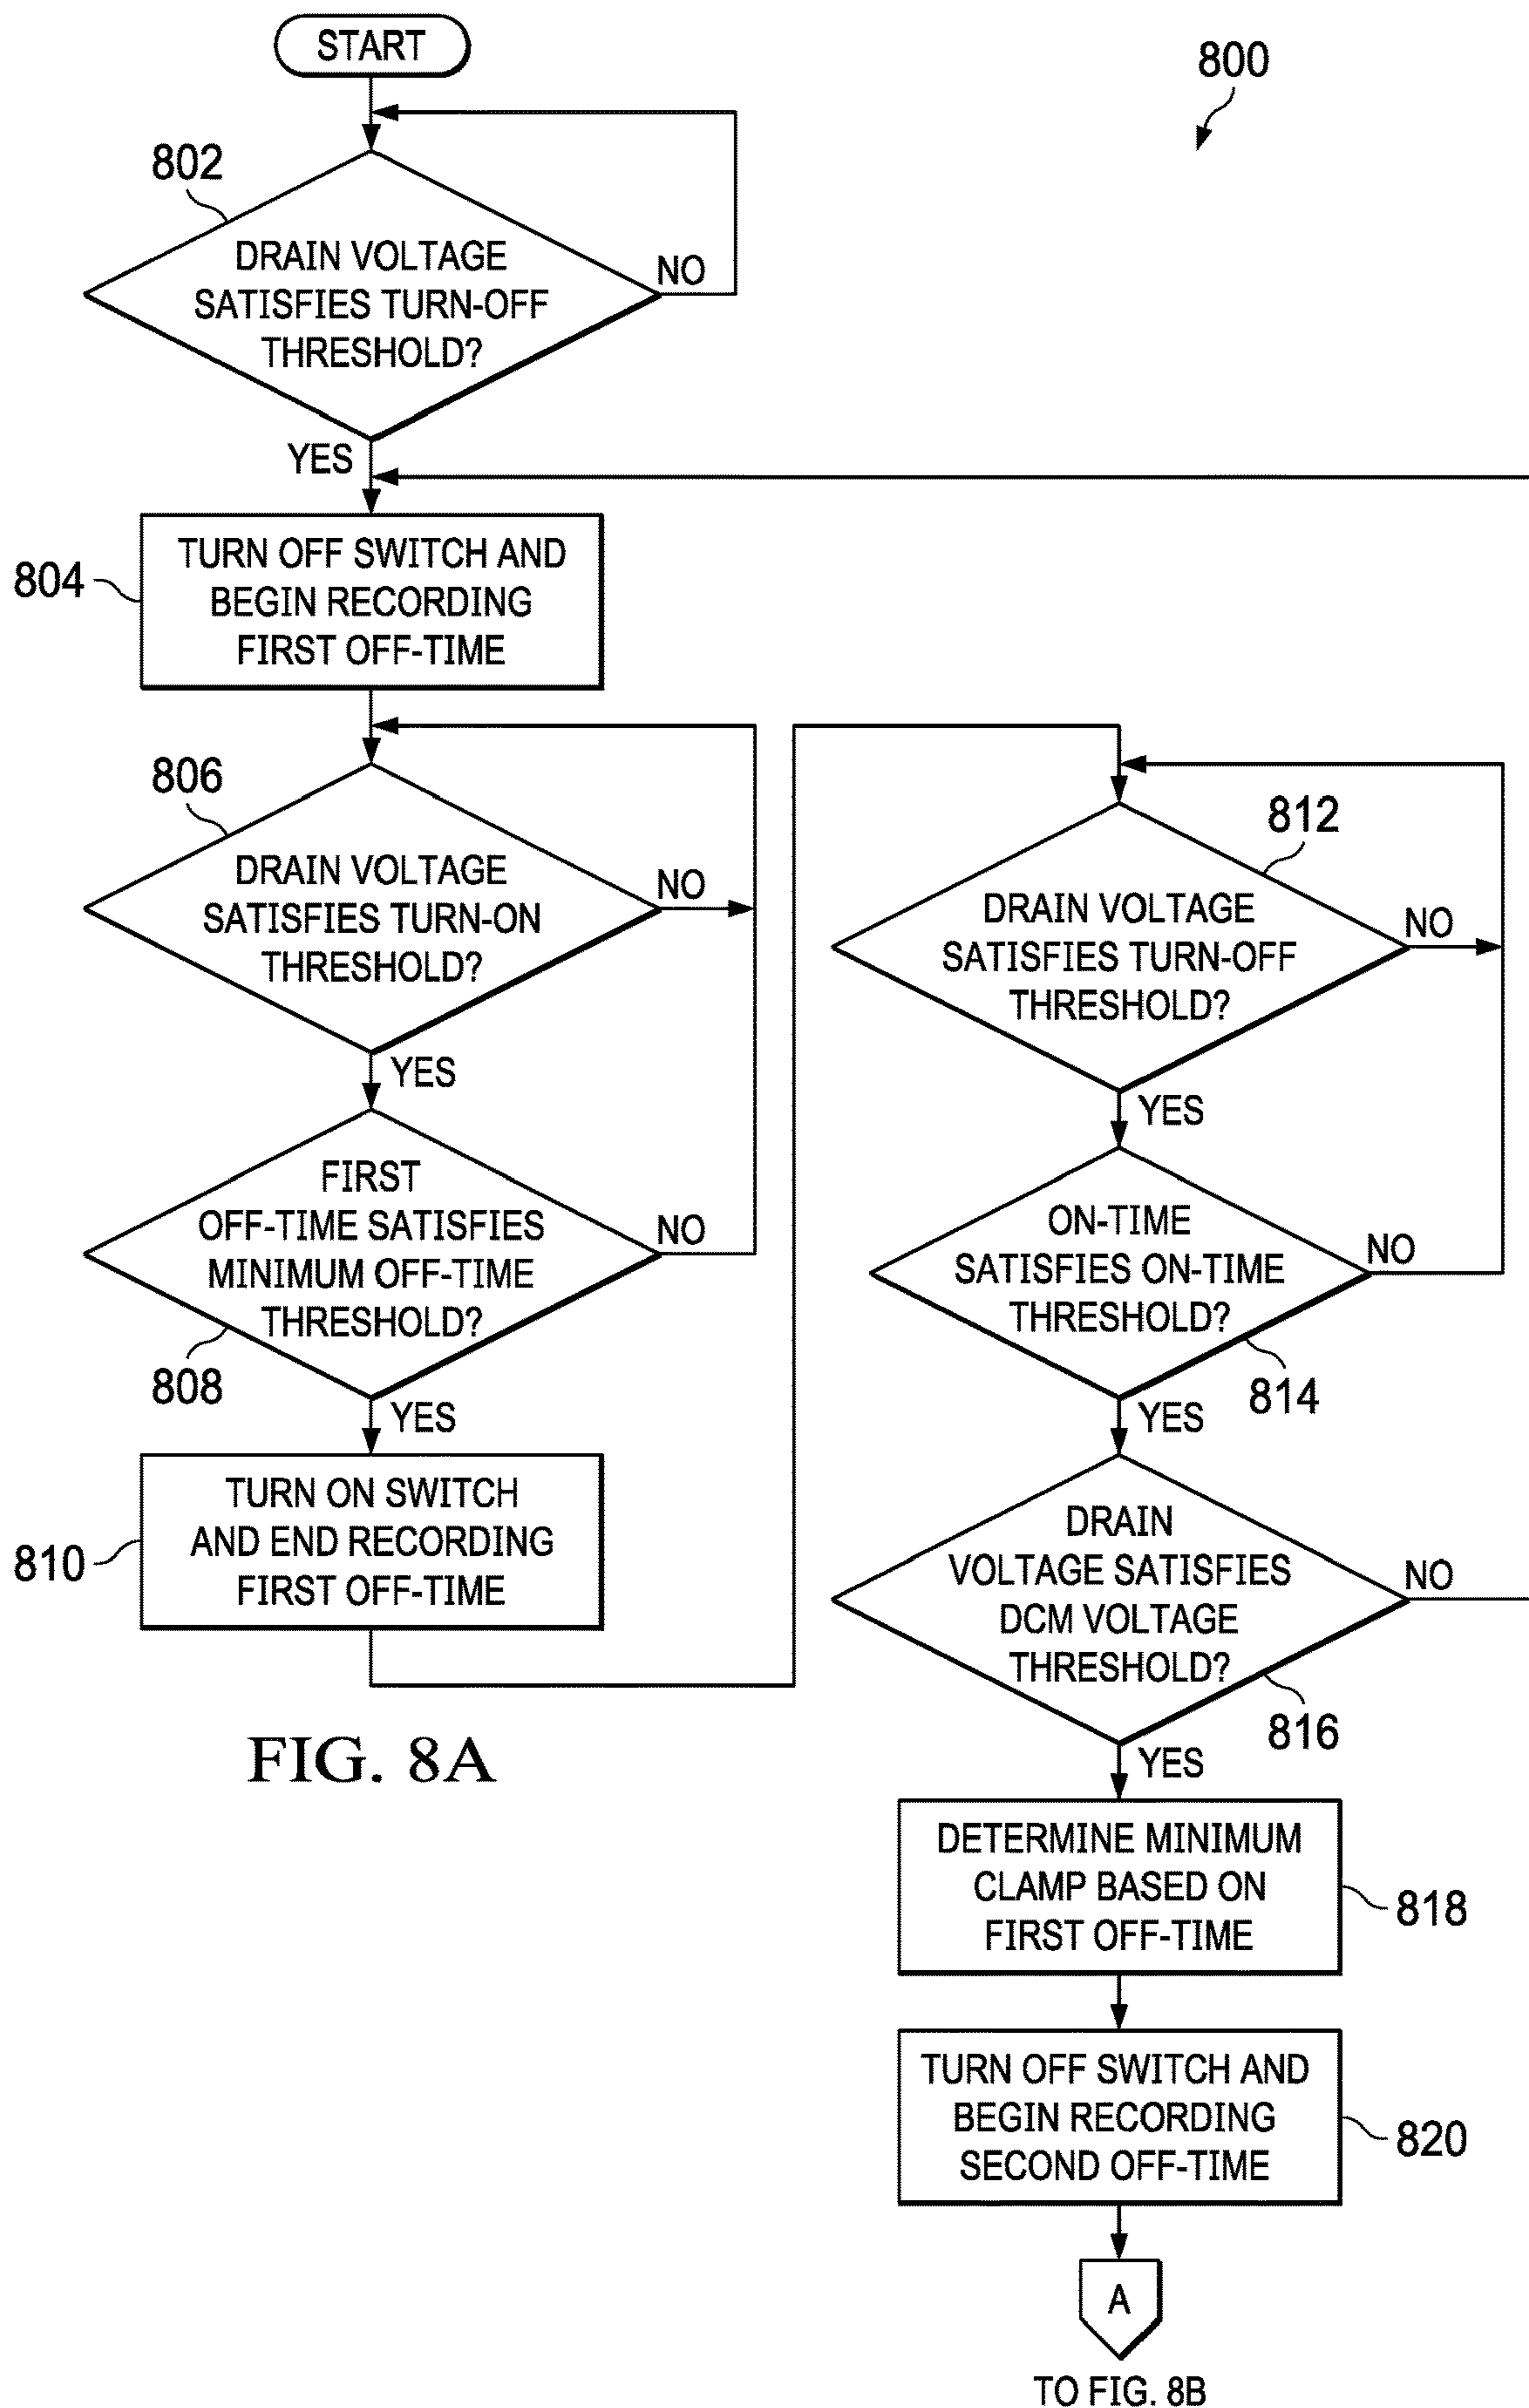 START
800
802
DRAIN VOLTAGE
SATISFIES TURN-OFF
THRESHOLD?
NO
YES
804
TURN OFF SWITCH AND
BEGIN RECORDING
FIRST OFF-TIME
806
DRAIN VOLTAGE
SATISFIES TURN-ON
THRESHOLD?
NO
YES
FIRST
OFF-TIME SATISFIES
MINIMUM OFF-TIME
THRESHOLD?
NO
808
YES
810
TURN ON SWITCH
AND END RECORDING
FIRST OFF-TIME
812
DRAIN VOLTAGE
SATISFIES TURN-OFF
THRESHOLD?
NO
YES
ON-TIME
SATISFIES ON-TIME
THRESHOLD?
NO
814
YES
DRAIN
VOLTAGE SATISFIES
DCM VOLTAGE
THRESHOLD?
NO
816
YES
DETERMINE MINIMUM
CLAMP BASED ON
FIRST OFF-TIME
818
TURN OFF SWITCH AND
BEGIN RECORDING
SECOND OFF-TIME
820
A
TO FIG. 8B
FIG. 8A